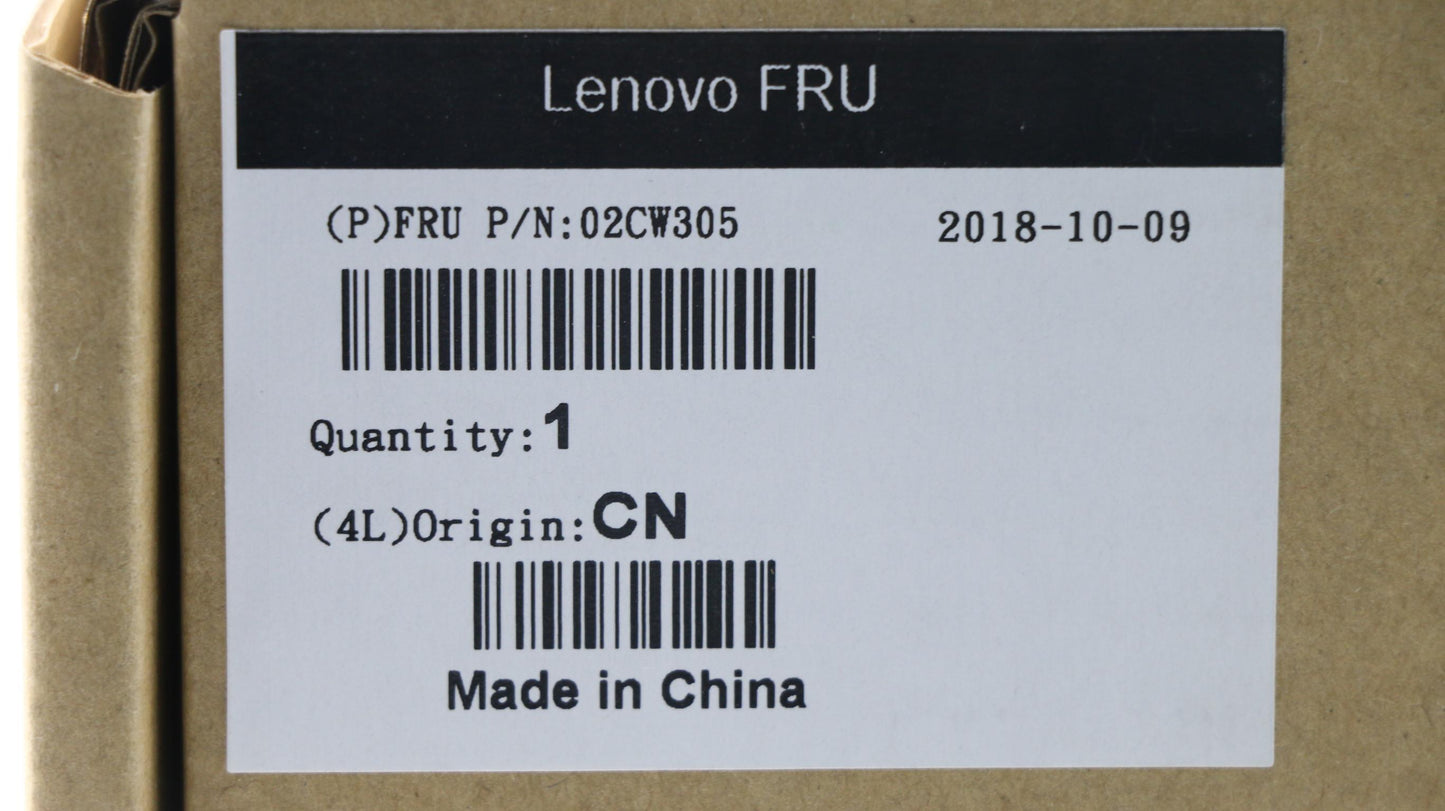 Lenovo FRU
(P)FRU P/N:02CW305 2018-10-09
Quantity:1
(4L)Origin:CN
Made in China